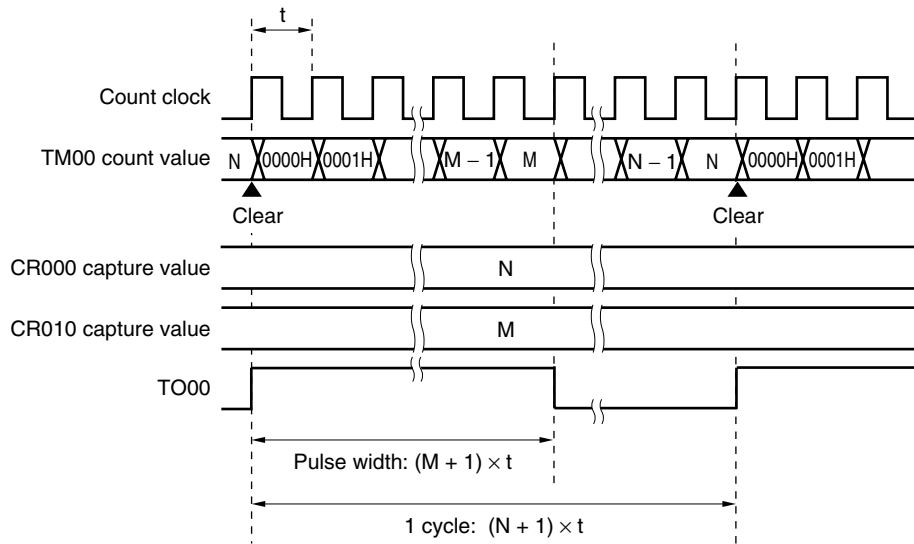 t
Count clock
TM00 count value N 0000H 0001H M – 1 M N – 1 N 0000H 0001H
Clear Clear
CR000 capture value N
CR010 capture value M
TO00
Pulse width: (M + 1) × t
1 cycle: (N + 1) × t